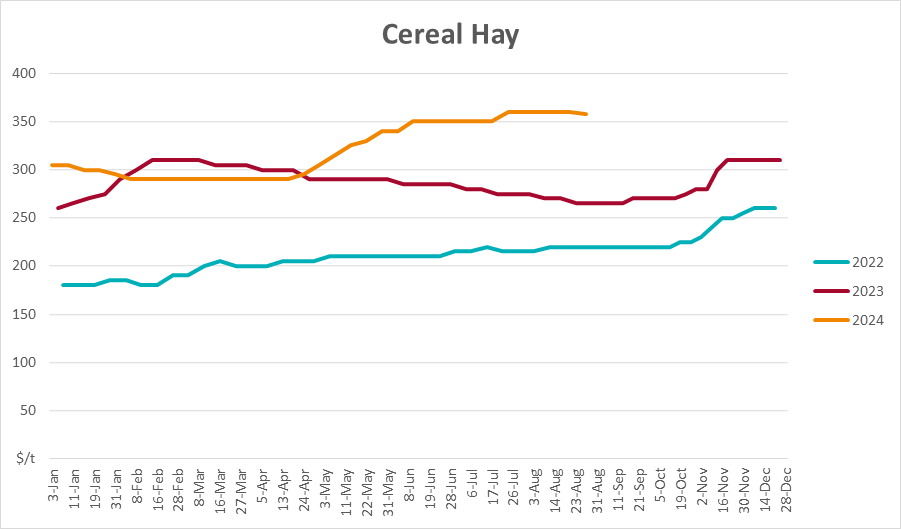 Cereal Hay
400
350
300
250
200
150
100
50
$/t
3-Jan
11-Jan
19-Jan
31-Jan
8-Feb
16-Feb
28-Feb
8-Mar
16-Mar
27-Mar
5-Apr
13-Apr
24-Apr
3-May
11-May
22-May
31-May
8-Jun
19-Jun
28-Jun
6-Jul
17-Jul
26-Jul
3-Aug
14-Aug
23-Aug
31-Aug
11-Sep
21-Sep
5-Oct
19-Oct
2-Nov
16-Nov
30-Nov
14-Dec
28-Dec
2022
2023
2024